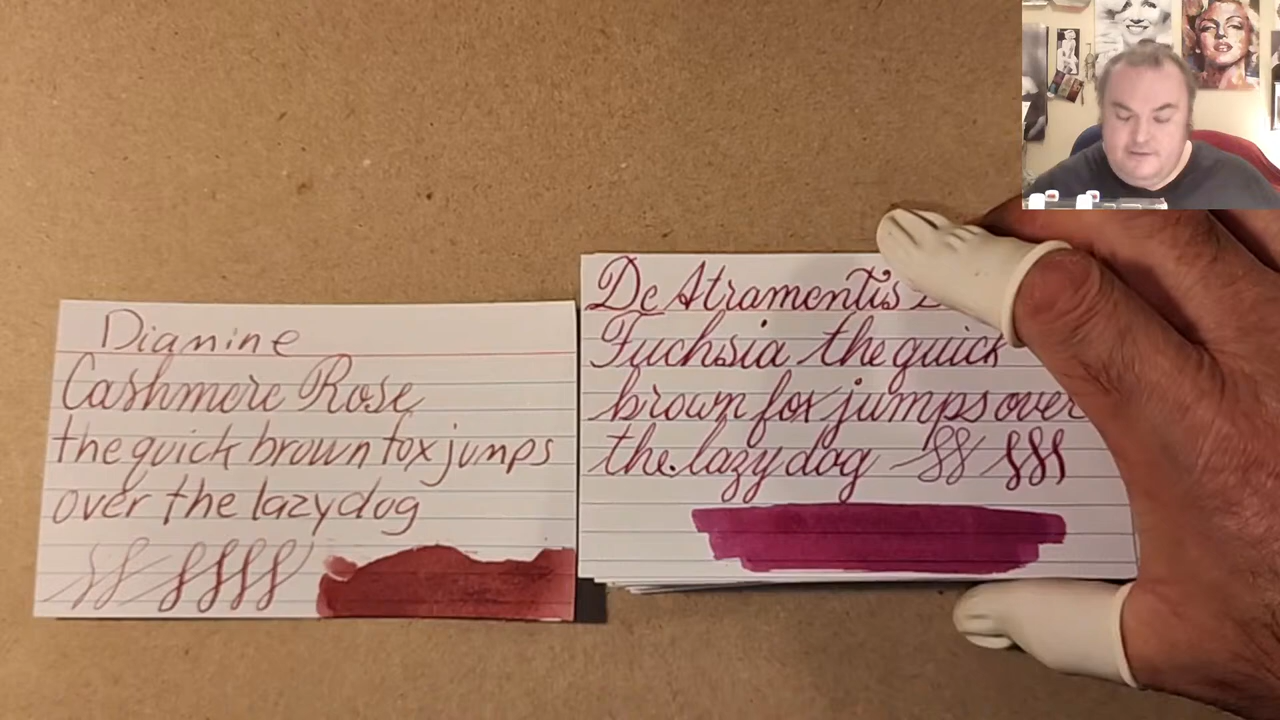 Diamine
Cashmere Rose
the quick brown fox jumps
over the lazy dog
De Atramentis
Fuchsia the quick
brown fox jumps over
the lazy dog